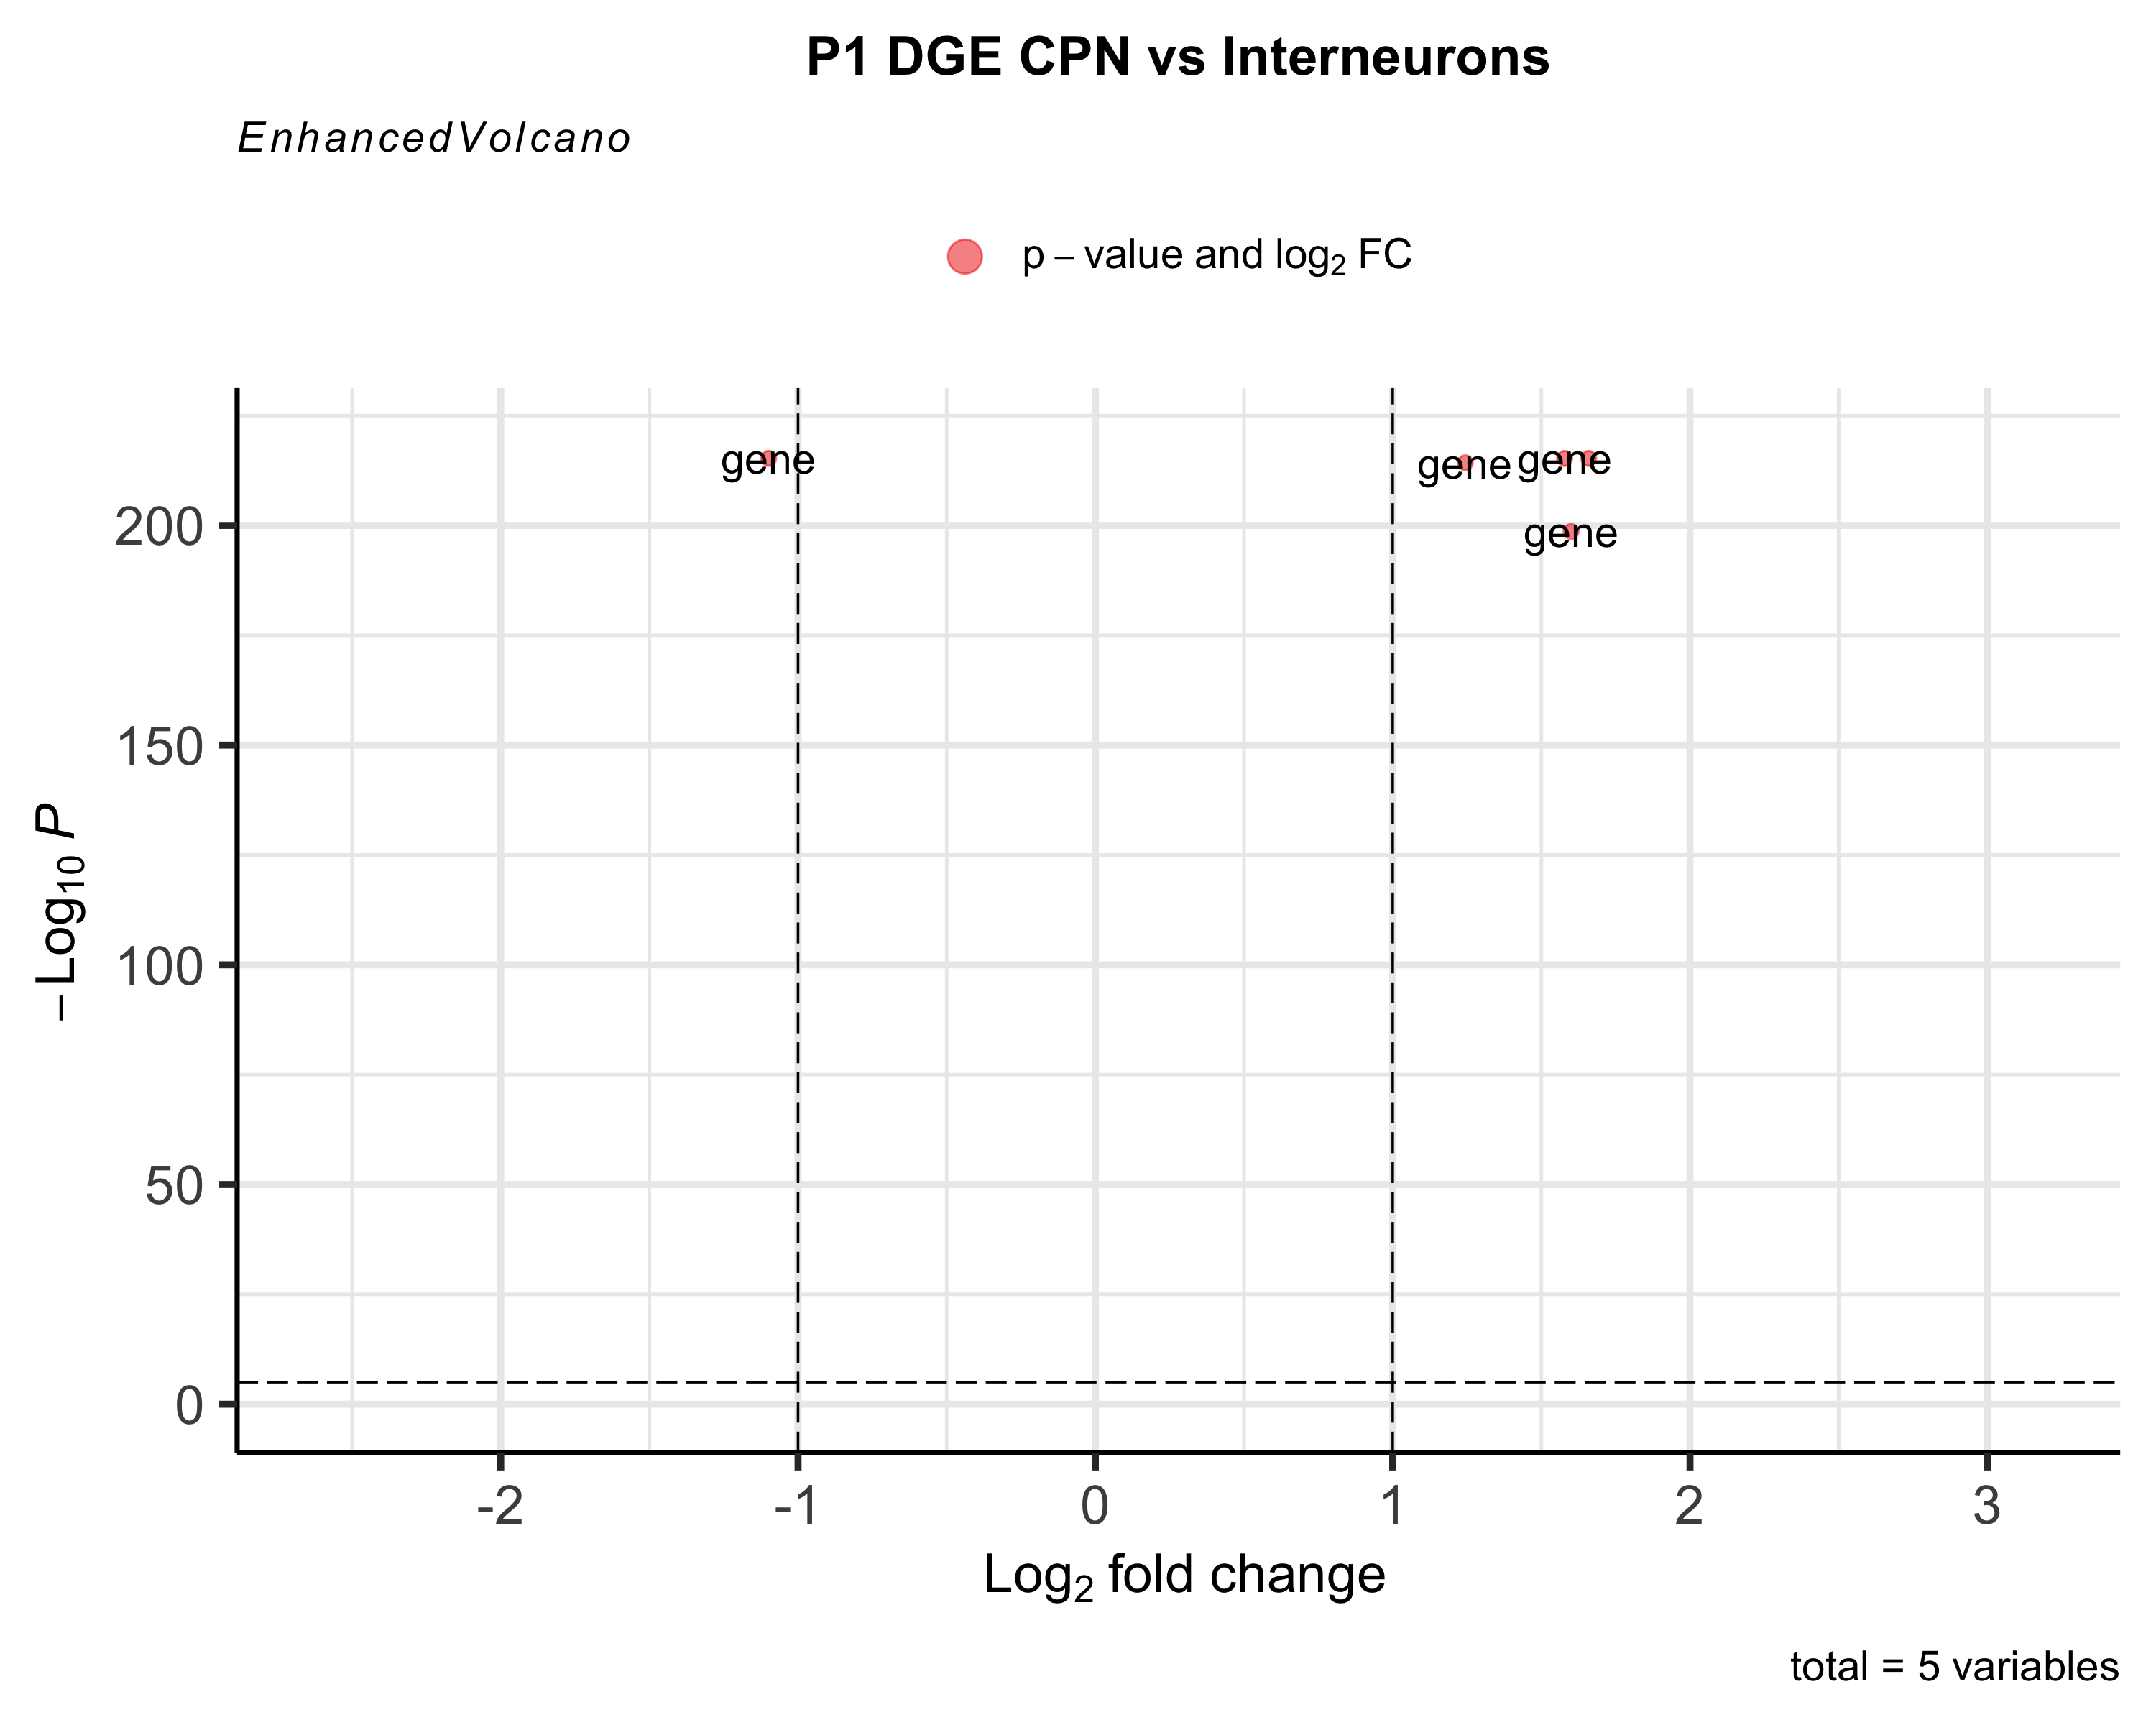 P1 DGE CPN vs Interneurons
EnhancedVolcano
p – value and log₂ FC
gene
gene
gene
gene
200
150
100
50
0
– Log₁₀ P
-2
-1
0
1
2
3
Log₂ fold change
total = 5 variables